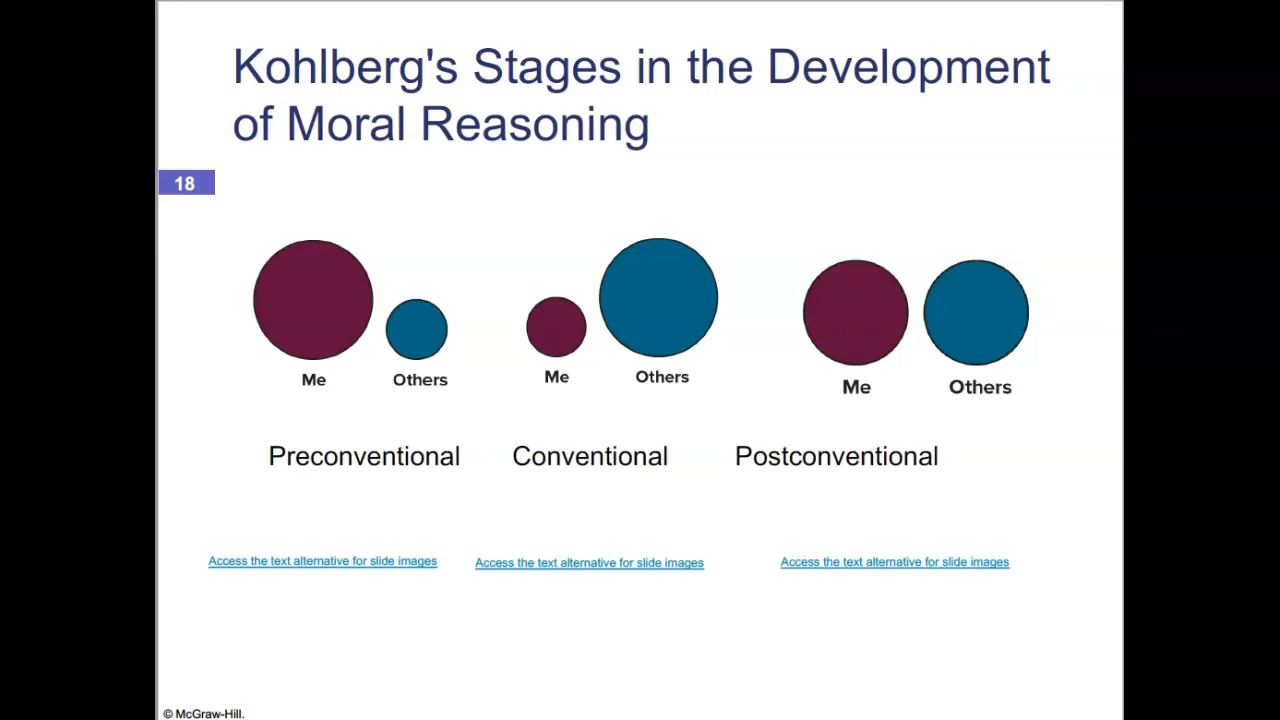 Kohlberg's Stages in the Development
of Moral Reasoning
18
Me Others
Me Others
Me Others
Preconventional Conventional Postconventional
Access the text alternative for slide images Access the text alternative for slide images Access the text alternative for slide images
© McGraw-Hill.